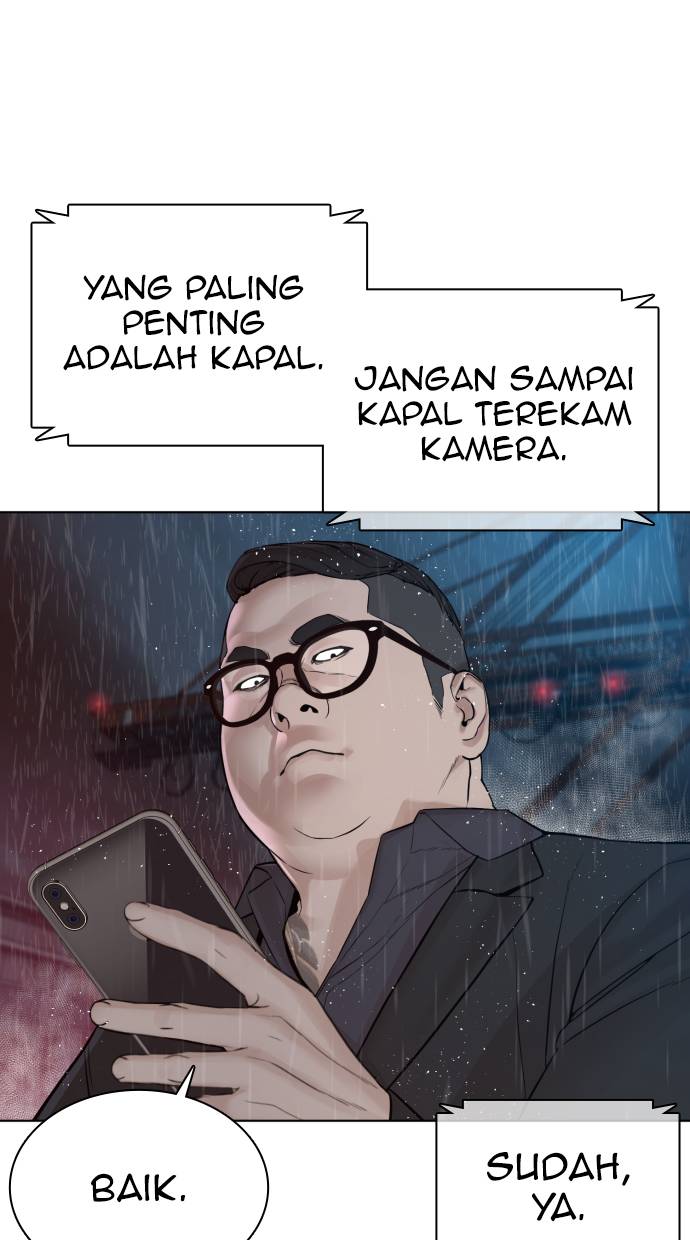 YANG PALING
PENTING
ADALAH KAPAL.
JANGAN SAMPAI
KAPAL TEREKAM
KAMERA.
BAIK.
SUDAH,
YA.